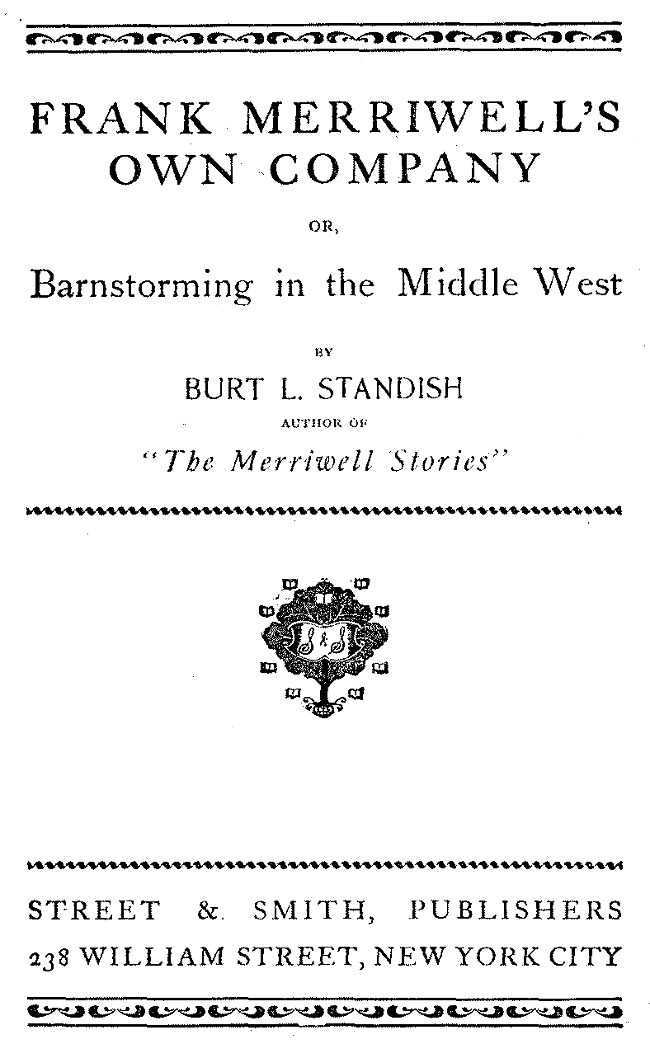 FRANK MERRIWELL'S
OWN COMPANY
OR,
Barnstorming in the Middle West
BY
BURT L. STANDISH
AUTHOR OF
"The Merriwell Stories"
S & S
STREET & SMITH, PUBLISHERS
238 WILLIAM STREET, NEW YORK CITY